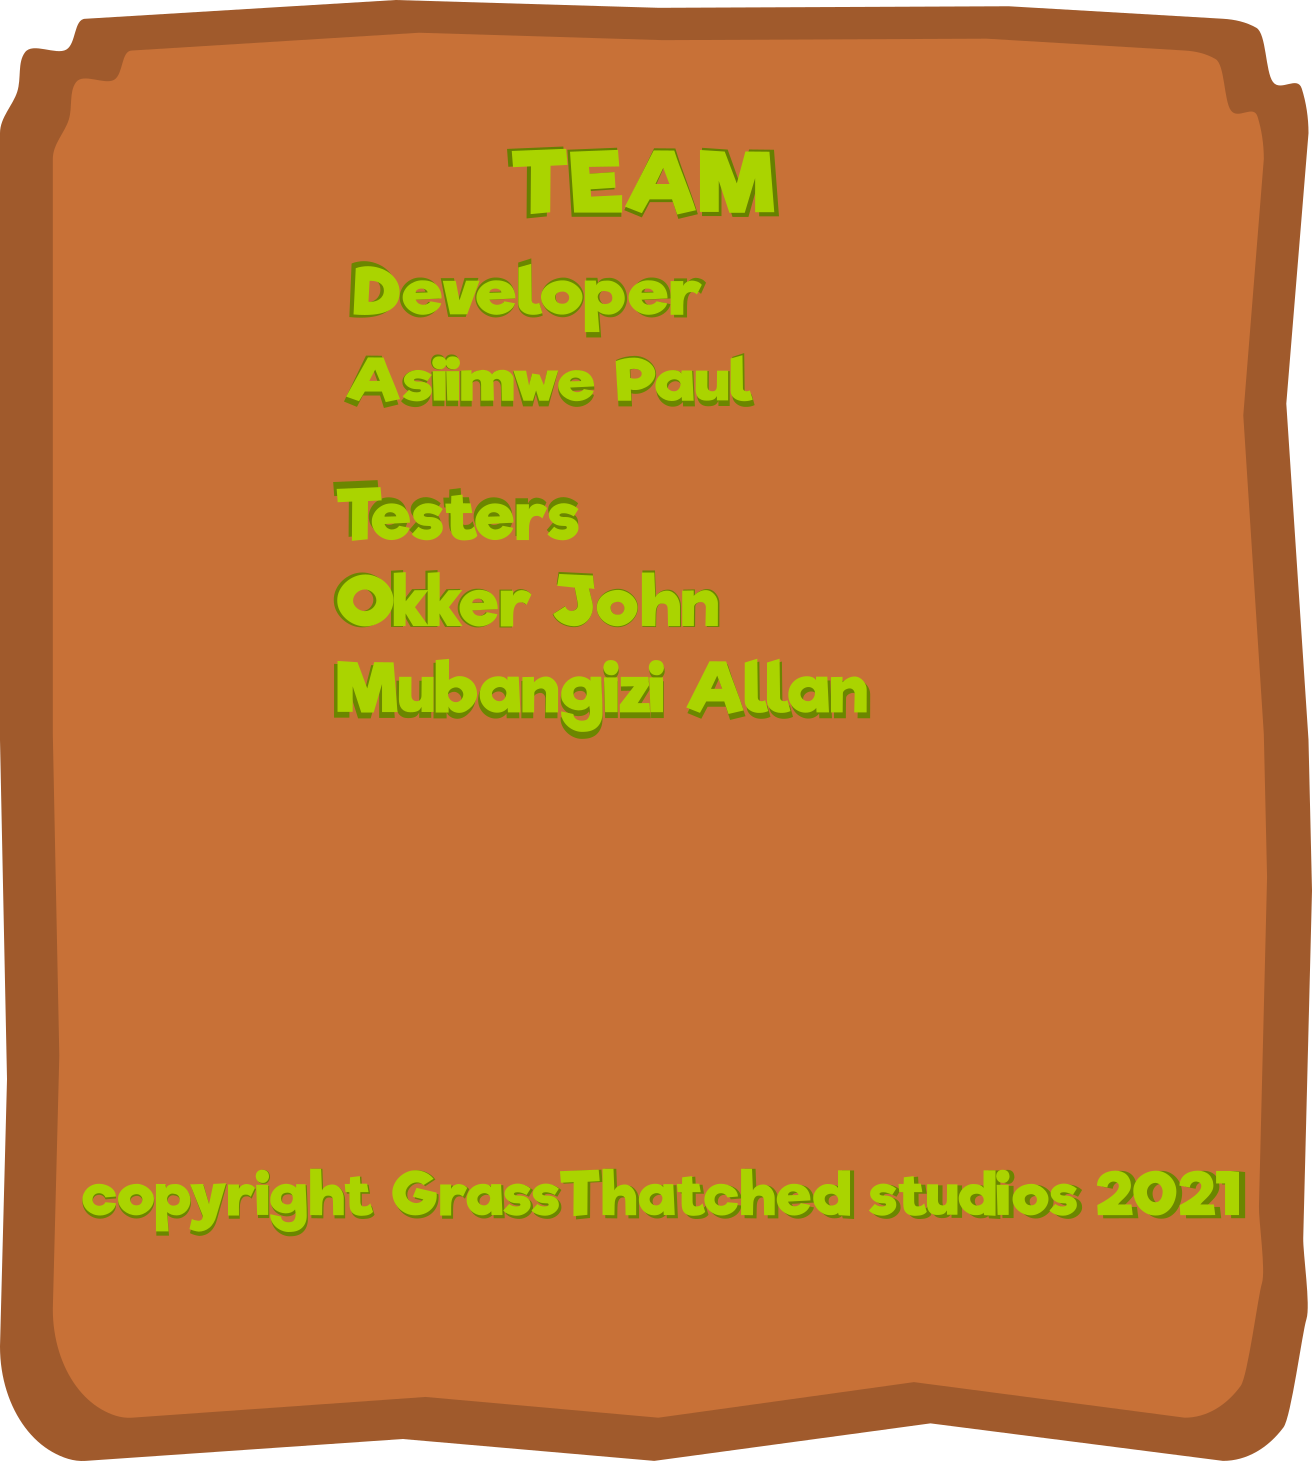 TEAM
Developer
Asiimwe Paul
Testers
Okker John
Mubangizi Allan
copyright GrassThatched studios 2021